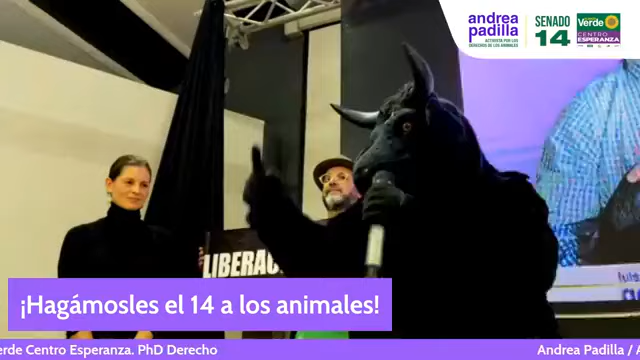 andrea
padilla
ACTIVISTA POR LOS
DERECHOS DE LOS ANIMALES
SENADO
14
Verde
CENTRO
ESPERANZA
LIBERAC
¡Hagámosles el 14 a los animales!
erde Centro Esperanza. PhD Derecho
Andrea Padilla / A